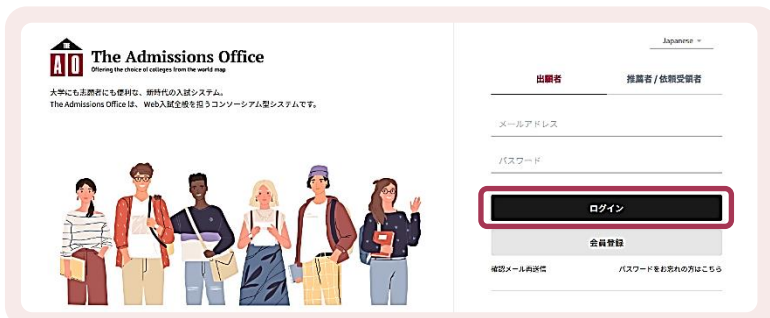 THE
AO
The Admissions Office
Offering the choice of colleges from the world map
大学にも志願者にも便利な、新時代の入試システム。
The Admissions Office は、 Web入試全般を担うコンソーシアム型システムです。
Japanese
出願者
推薦者 / 依頼受領者
メールアドレス
パスワード
ログイン
会員登録
確認メール再送信
パスワードをお忘れの方はこちら